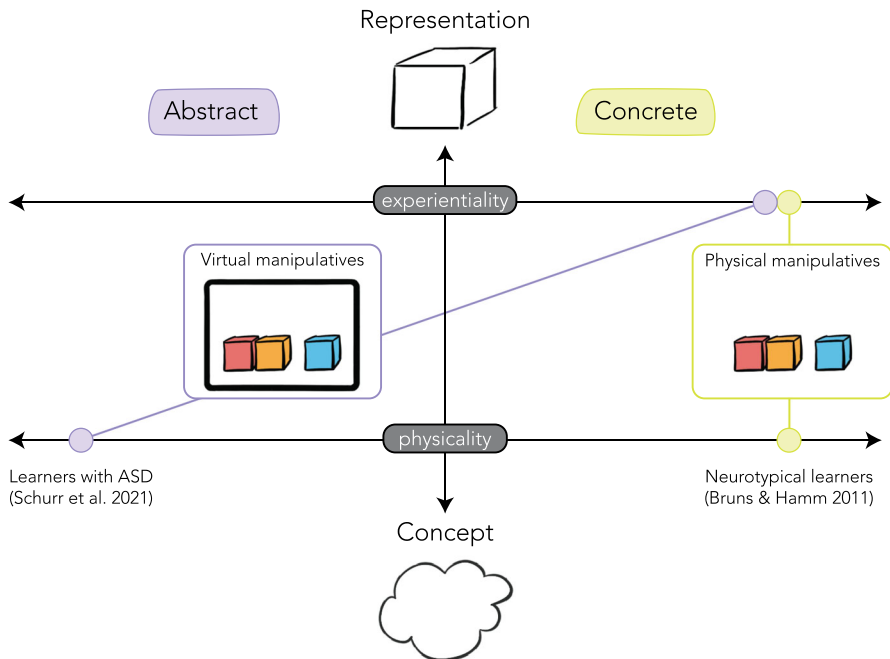 Representation
Abstract
Concrete
experientiality
Virtual manipulatives
Physical manipulatives
physicality
Learners with ASD
(Schurr et al. 2021)
Neurotypical learners
(Bruns & Hamm 2011)
Concept